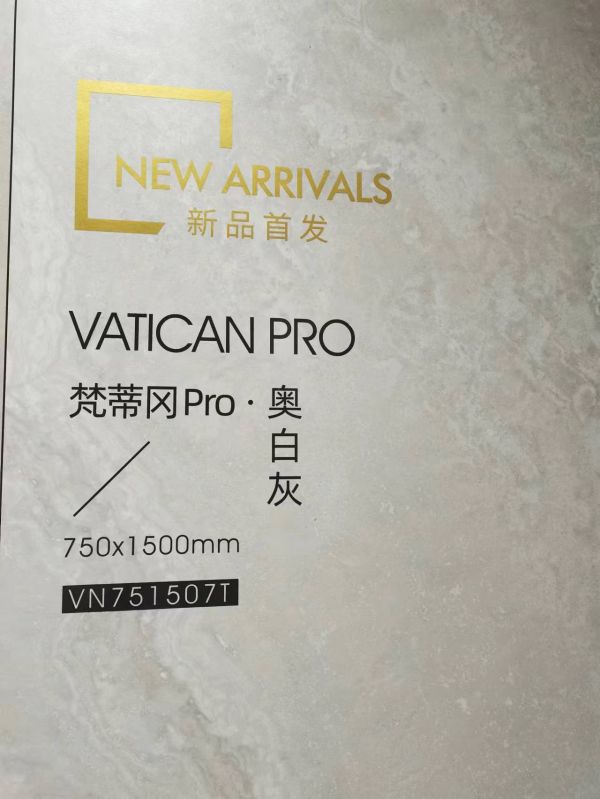 NEW ARRIVALS
新品首发
VATICAN PRO
梵蒂冈Pro·奥白灰
750x1500mm
VN751507T